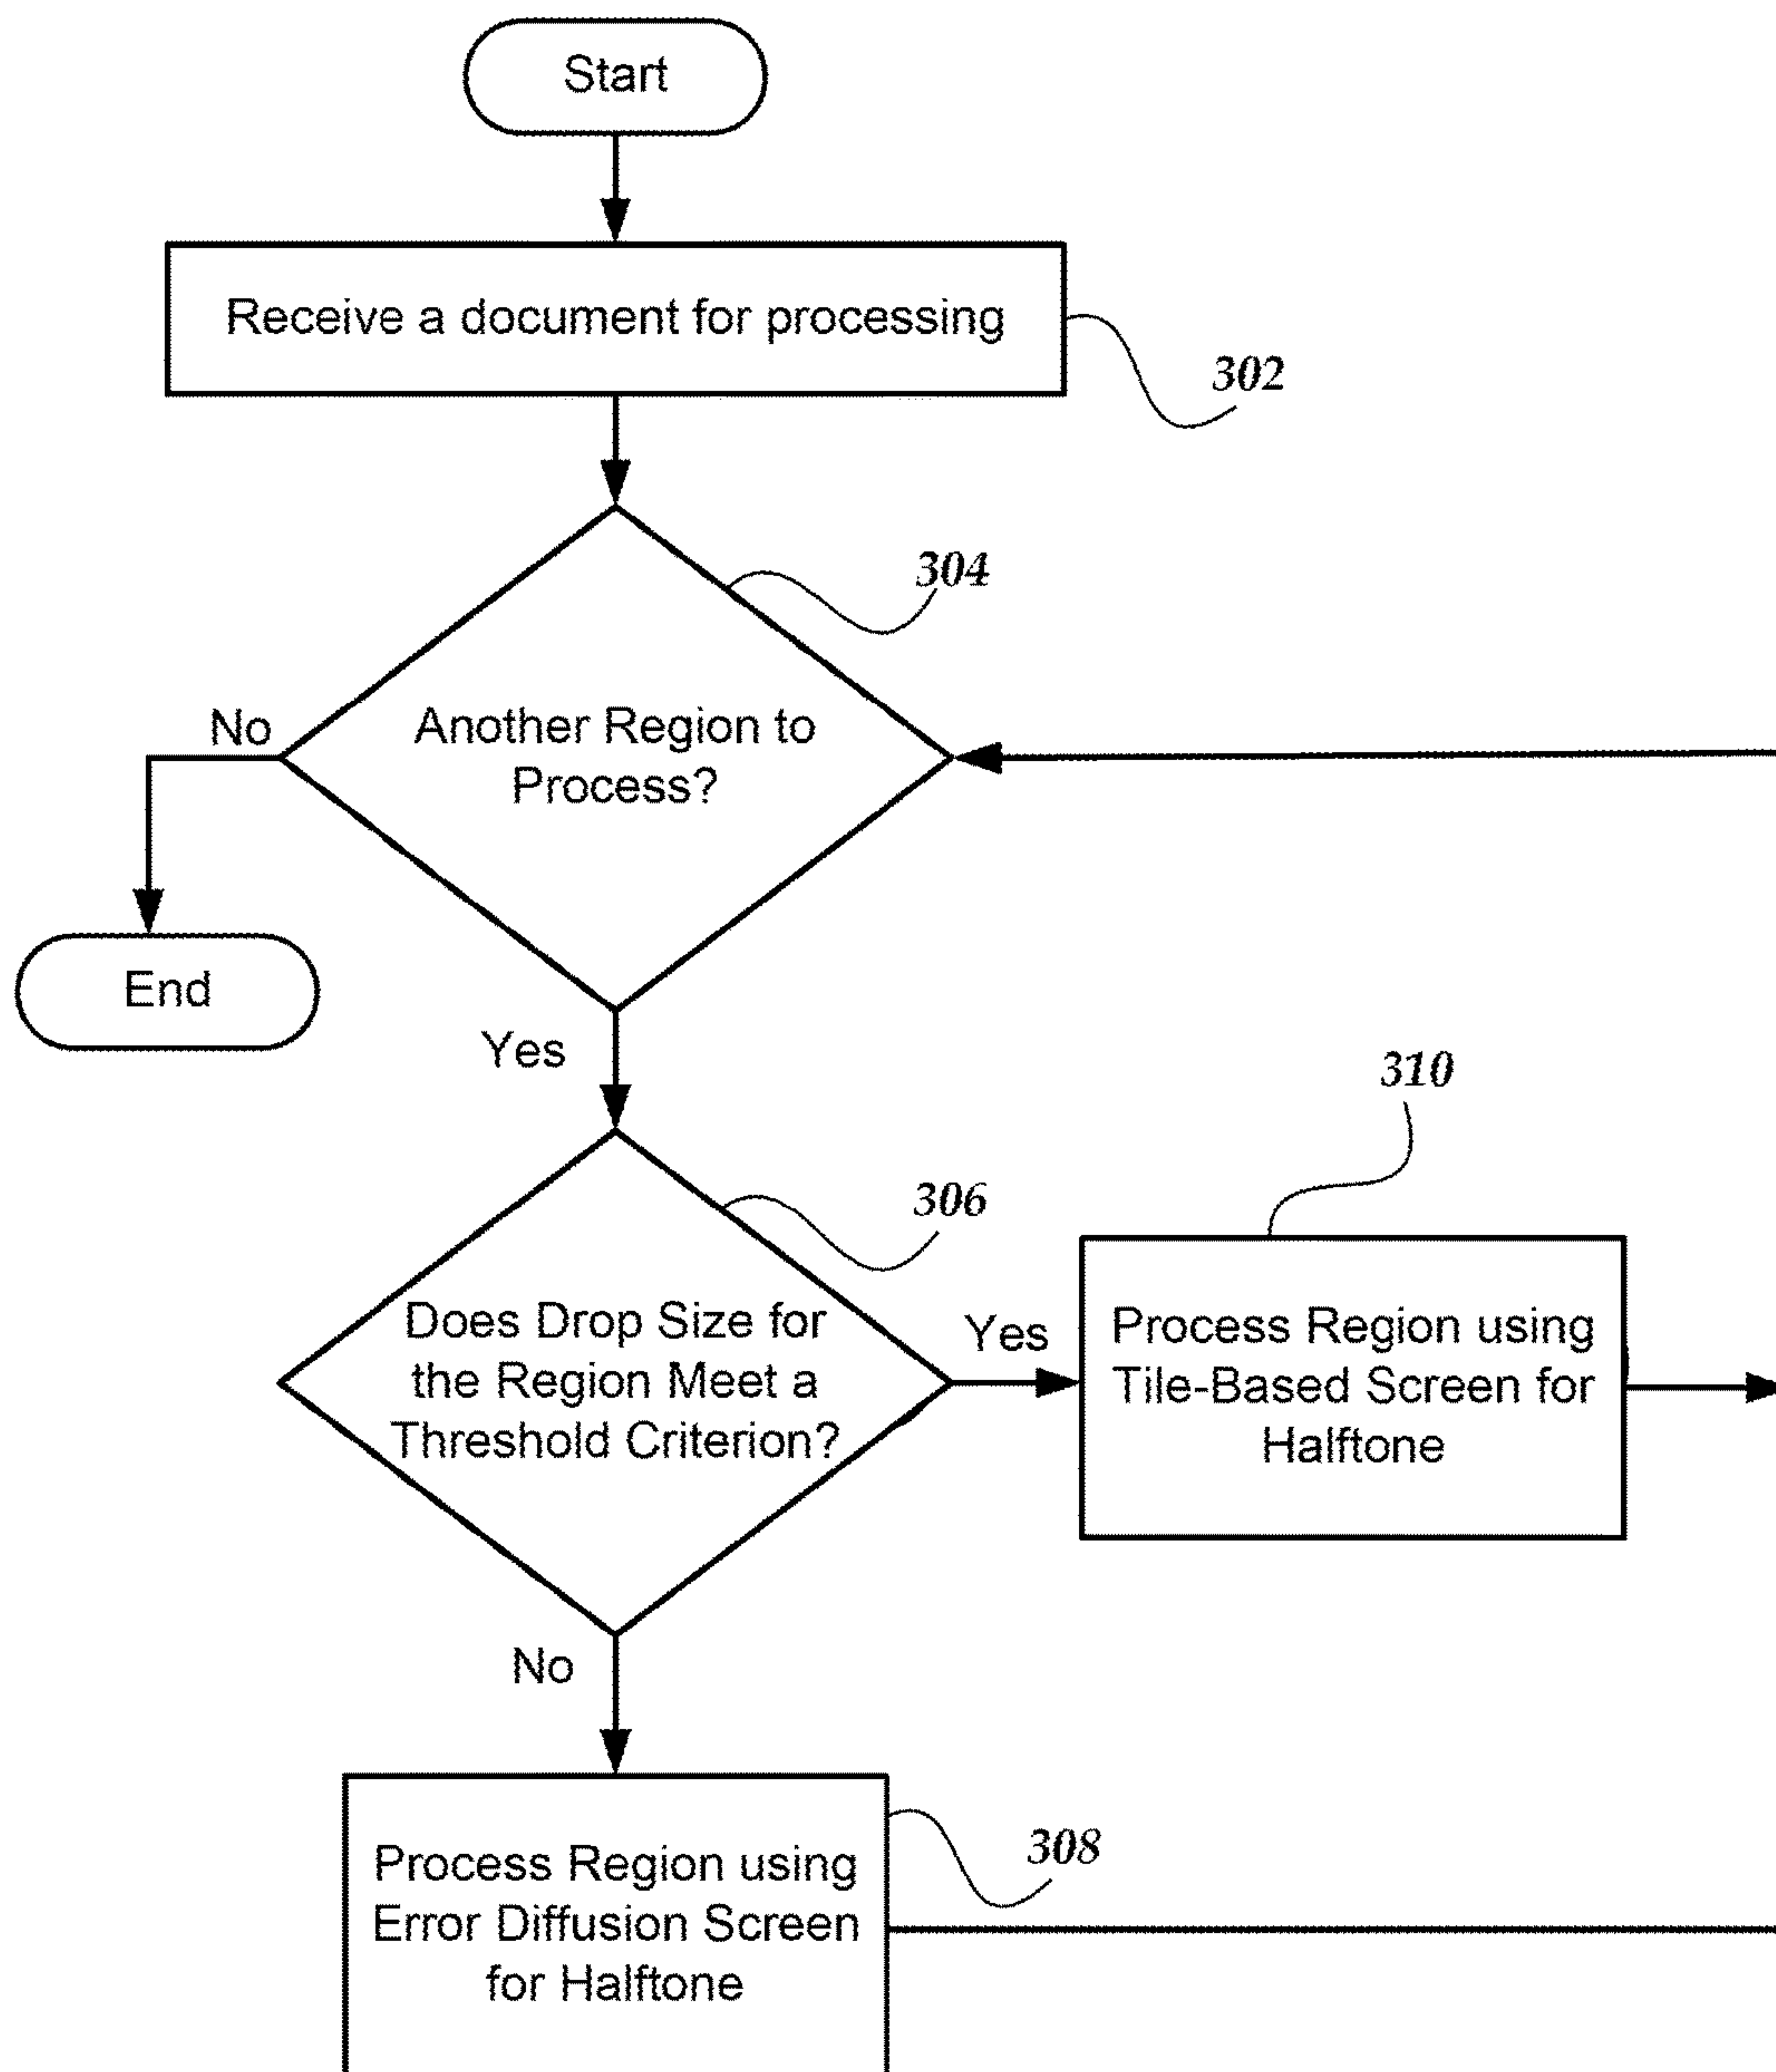 Start
Receive a document for processing
302
304
No
Another Region to
Process?
End
Yes
310
306
Does Drop Size for
the Region Meet a
Threshold Criterion?
Yes
Process Region using
Tile-Based Screen for
Halftone
No
308
Process Region using
Error Diffusion Screen
for Halftone